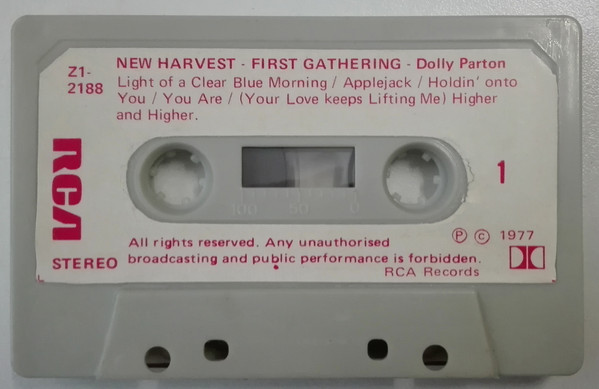 NEW HARVEST - FIRST GATHERING - Dolly Parton
Z1-
2188
Light of a Clear Blue Morning / Applejack / Holdin' onto
You / You Are / (Your Love keeps Lifting Me) Higher
and Higher.
RCA
1
100 50 0
All rights reserved. Any unauthorised
Ⓟ © 1977
STEREO
broadcasting and public performance is forbidden.
RCA Records